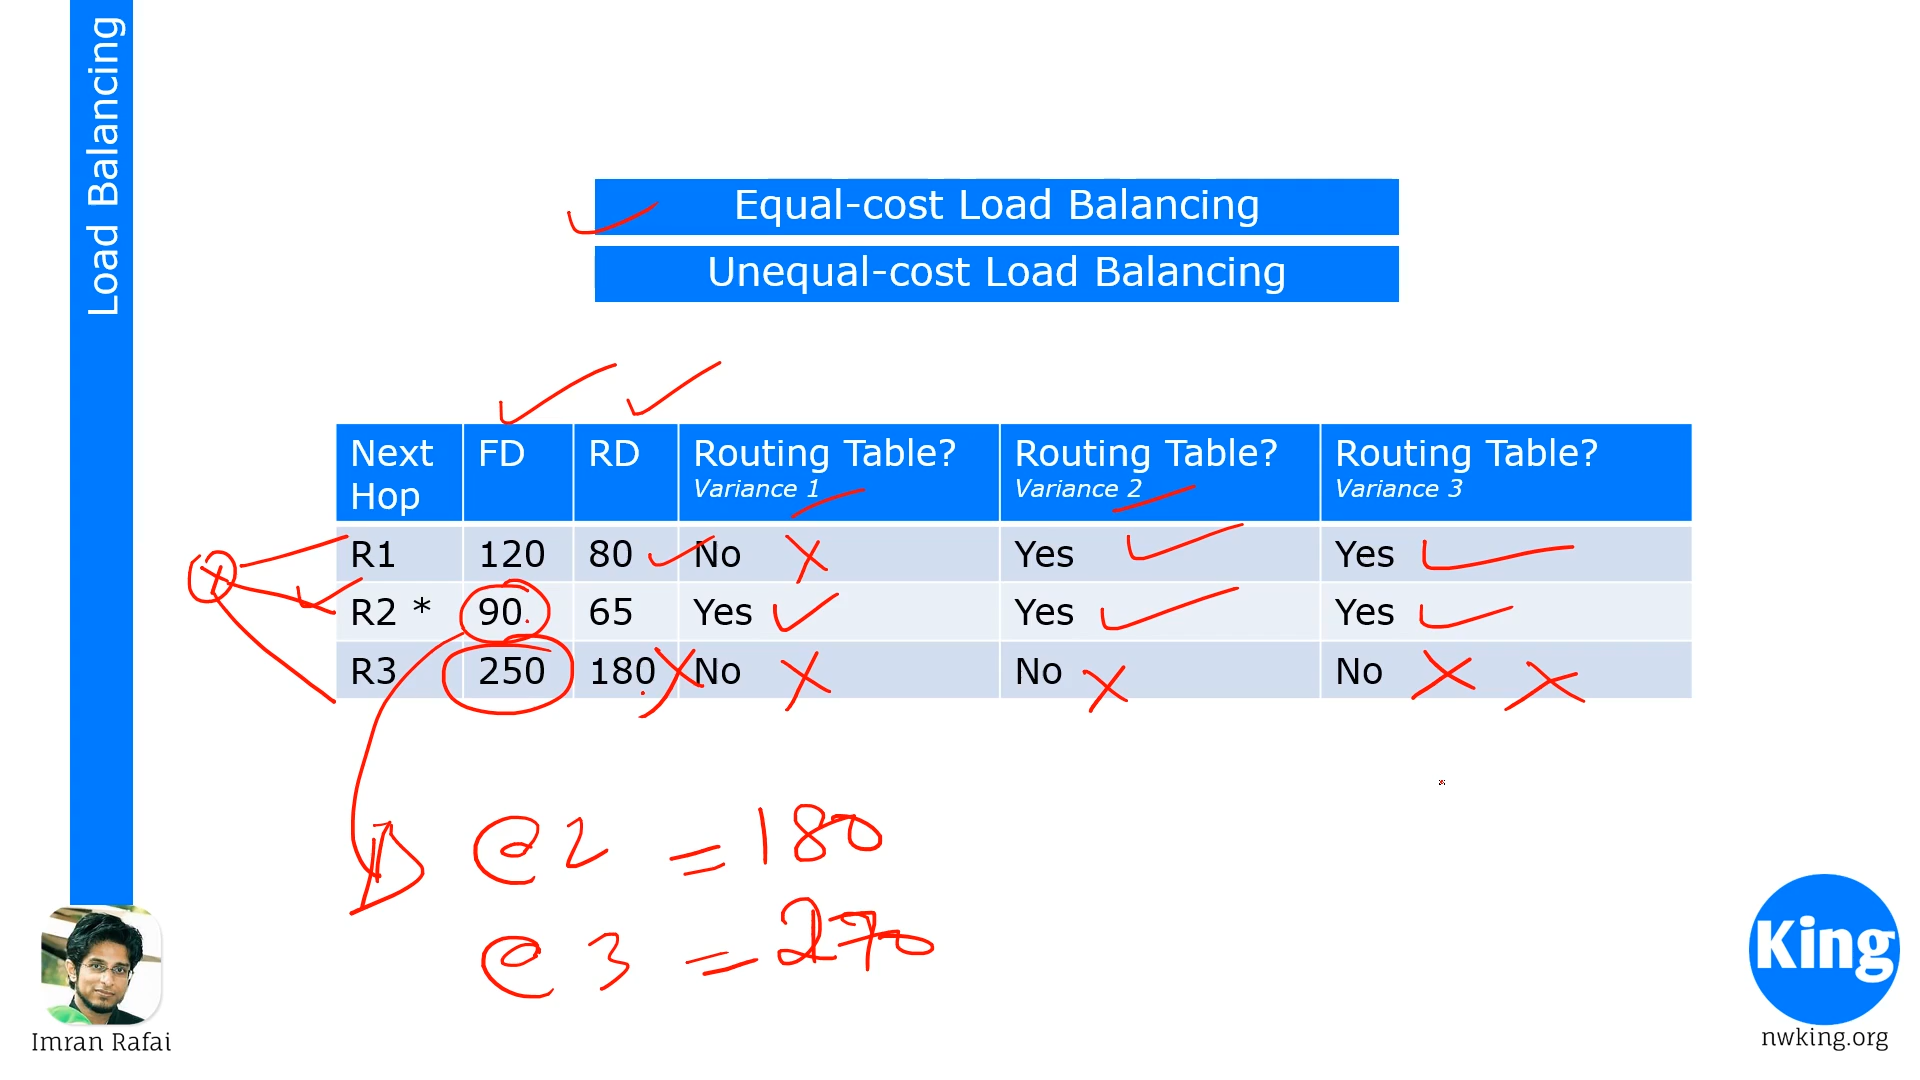 Load Balancing
Equal-cost Load Balancing
Unequal-cost Load Balancing
Next Hop FD RD Routing Table? Variance 1 Routing Table? Variance 2 Routing Table? Variance 3
R1 120 80 No Yes Yes
R2 * 90 65 Yes Yes Yes
R3 250 180 No No No
@ 2 = 180
@ 3 = 270
Imran Rafai
King
nwking.org